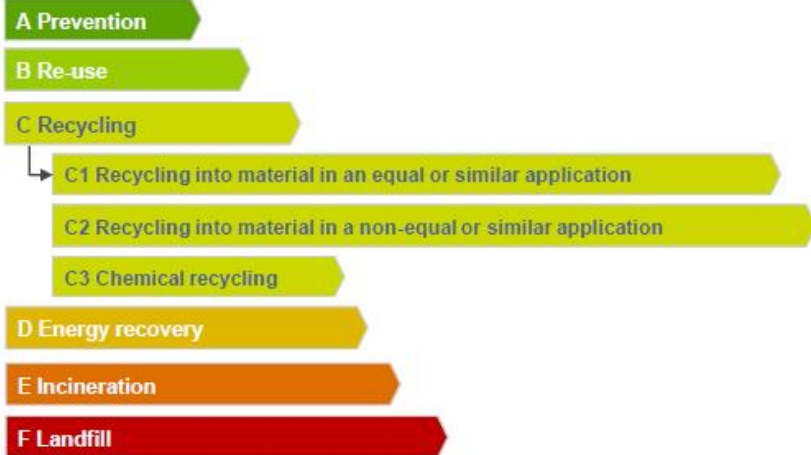 A Prevention
B Re-use
C Recycling
C1 Recycling into material in an equal or similar application
C2 Recycling into material in a non-equal or similar application
C3 Chemical recycling
D Energy recovery
E Incineration
F Landfill